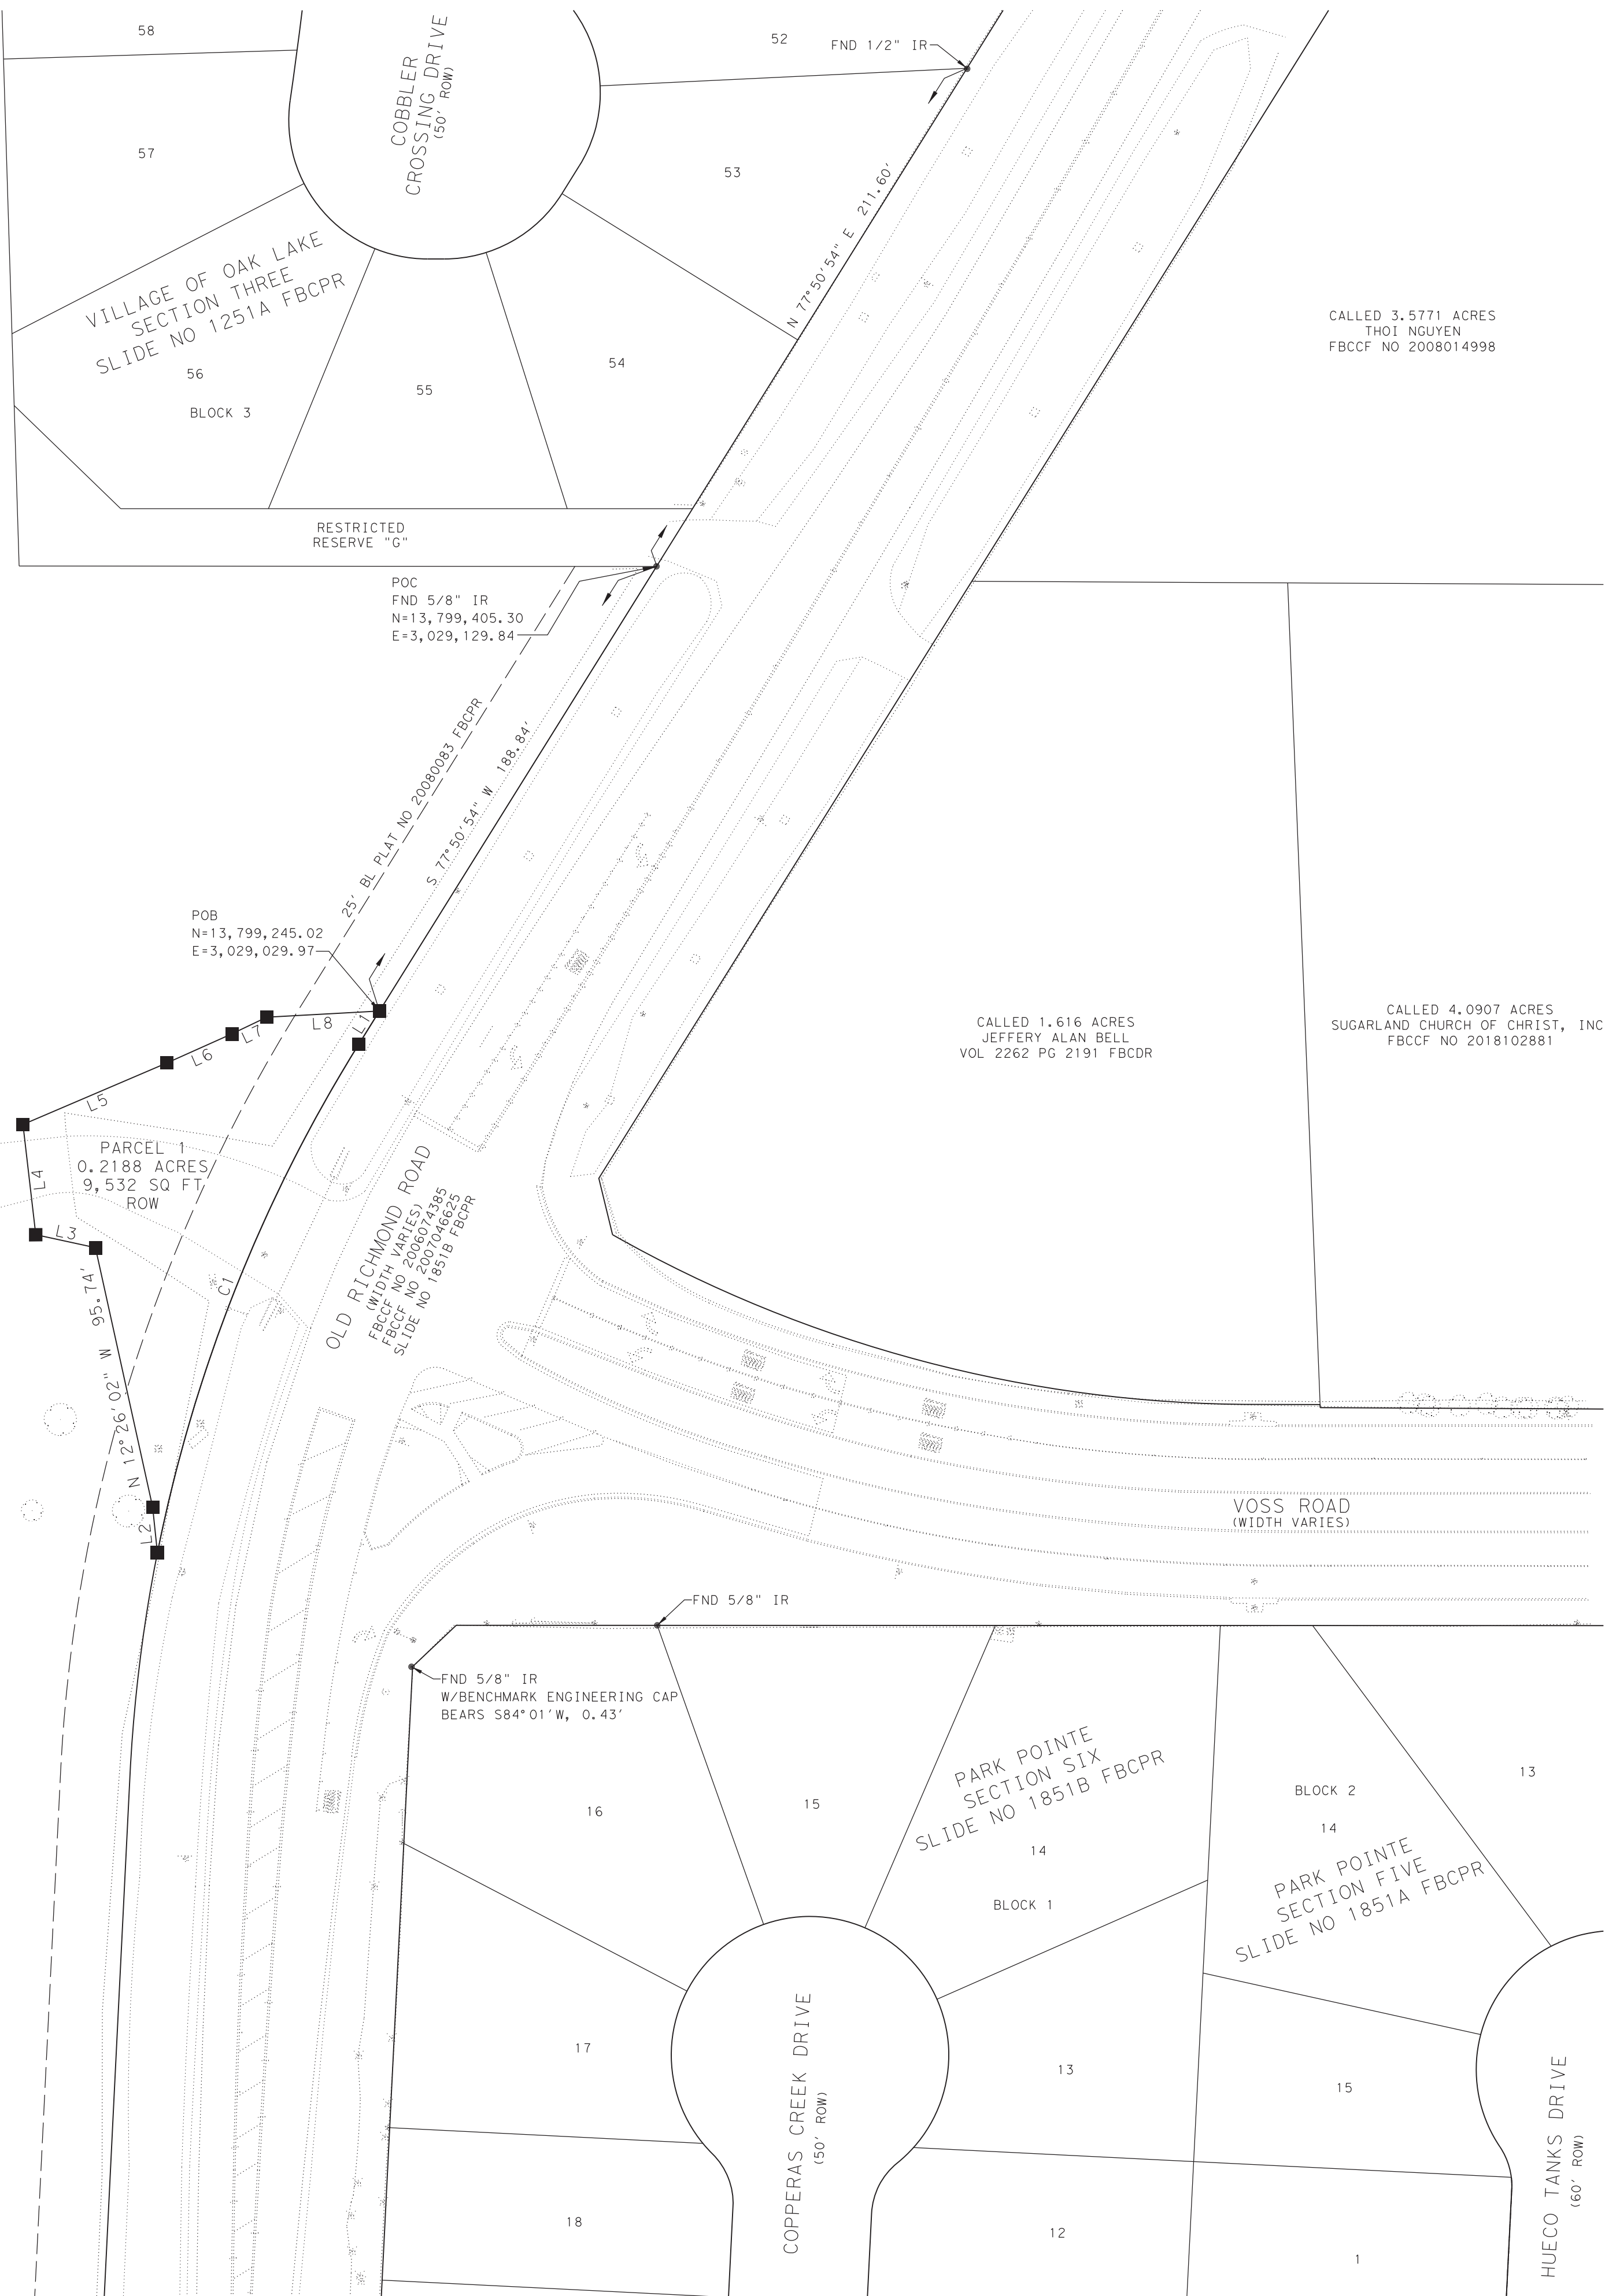 58
COBBLER
CROSSING DRIVE
(50' ROW)
52
FND 1/2" IR
57
53
N 77°50'54" E 211.60'
VILLAGE OF OAK LAKE
SECTION THREE
SLIDE NO 1251A FBCPR
56
BLOCK 3
55
54
CALLED 3.5771 ACRES
THOI NGUYEN
FBCCF NO 2008014998
RESTRICTED
RESERVE "G"
POC
FND 5/8" IR
N=13,799,405.30
E=3,029,129.84
25' BL PLAT NO 20080083 FBCPR
S 77°50'54" W 188.84'
POB
N=13,799,245.02
E=3,029,029.97
L8
L1
L7
L6
L5
CALLED 1.616 ACRES
JEFFERY ALAN BELL
VOL 2262 PG 2191 FBCDR
CALLED 4.0907 ACRES
SUGARLAND CHURCH OF CHRIST, INC
FBCCF NO 2018102881
PARCEL 1
0.2188 ACRES
9,532 SQ FT
ROW
L4
L3
C1
N 12°26'02" W 95.74'
L2
OLD RICHMOND ROAD
(WIDTH VARIES)
FBCCF NO 2006074385
FBCCF NO 2007046625
SLIDE NO 1851B FBCPR
VOSS ROAD
(WIDTH VARIES)
FND 5/8" IR
FND 5/8" IR
W/BENCHMARK ENGINEERING CAP
BEARS S84°01'W, 0.43'
16
15
PARK POINTE
SECTION SIX
SLIDE NO 1851B FBCPR
14
BLOCK 1
BLOCK 2
14
PARK POINTE
SECTION FIVE
SLIDE NO 1851A FBCPR
13
17
COPPERAS CREEK DRIVE
(50' ROW)
13
15
HUECO TANKS DRIVE
(60' ROW)
18
12
1